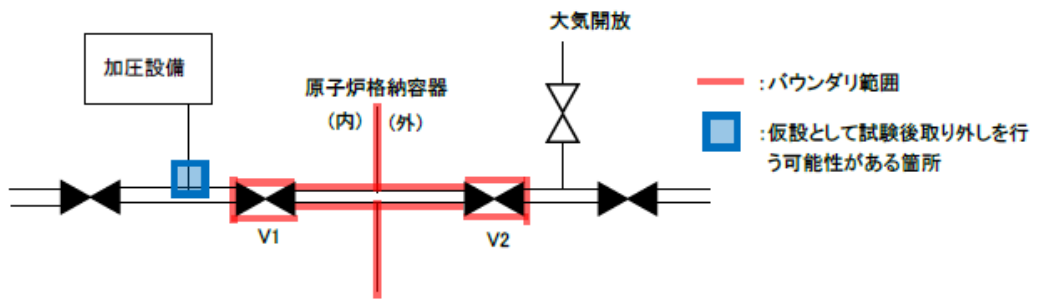 大気開放
加圧設備
原子炉格納容器
(内) (外)
:バウンダリ範囲
:仮設として試験後取り外しを行
う可能性がある箇所
V1
V2